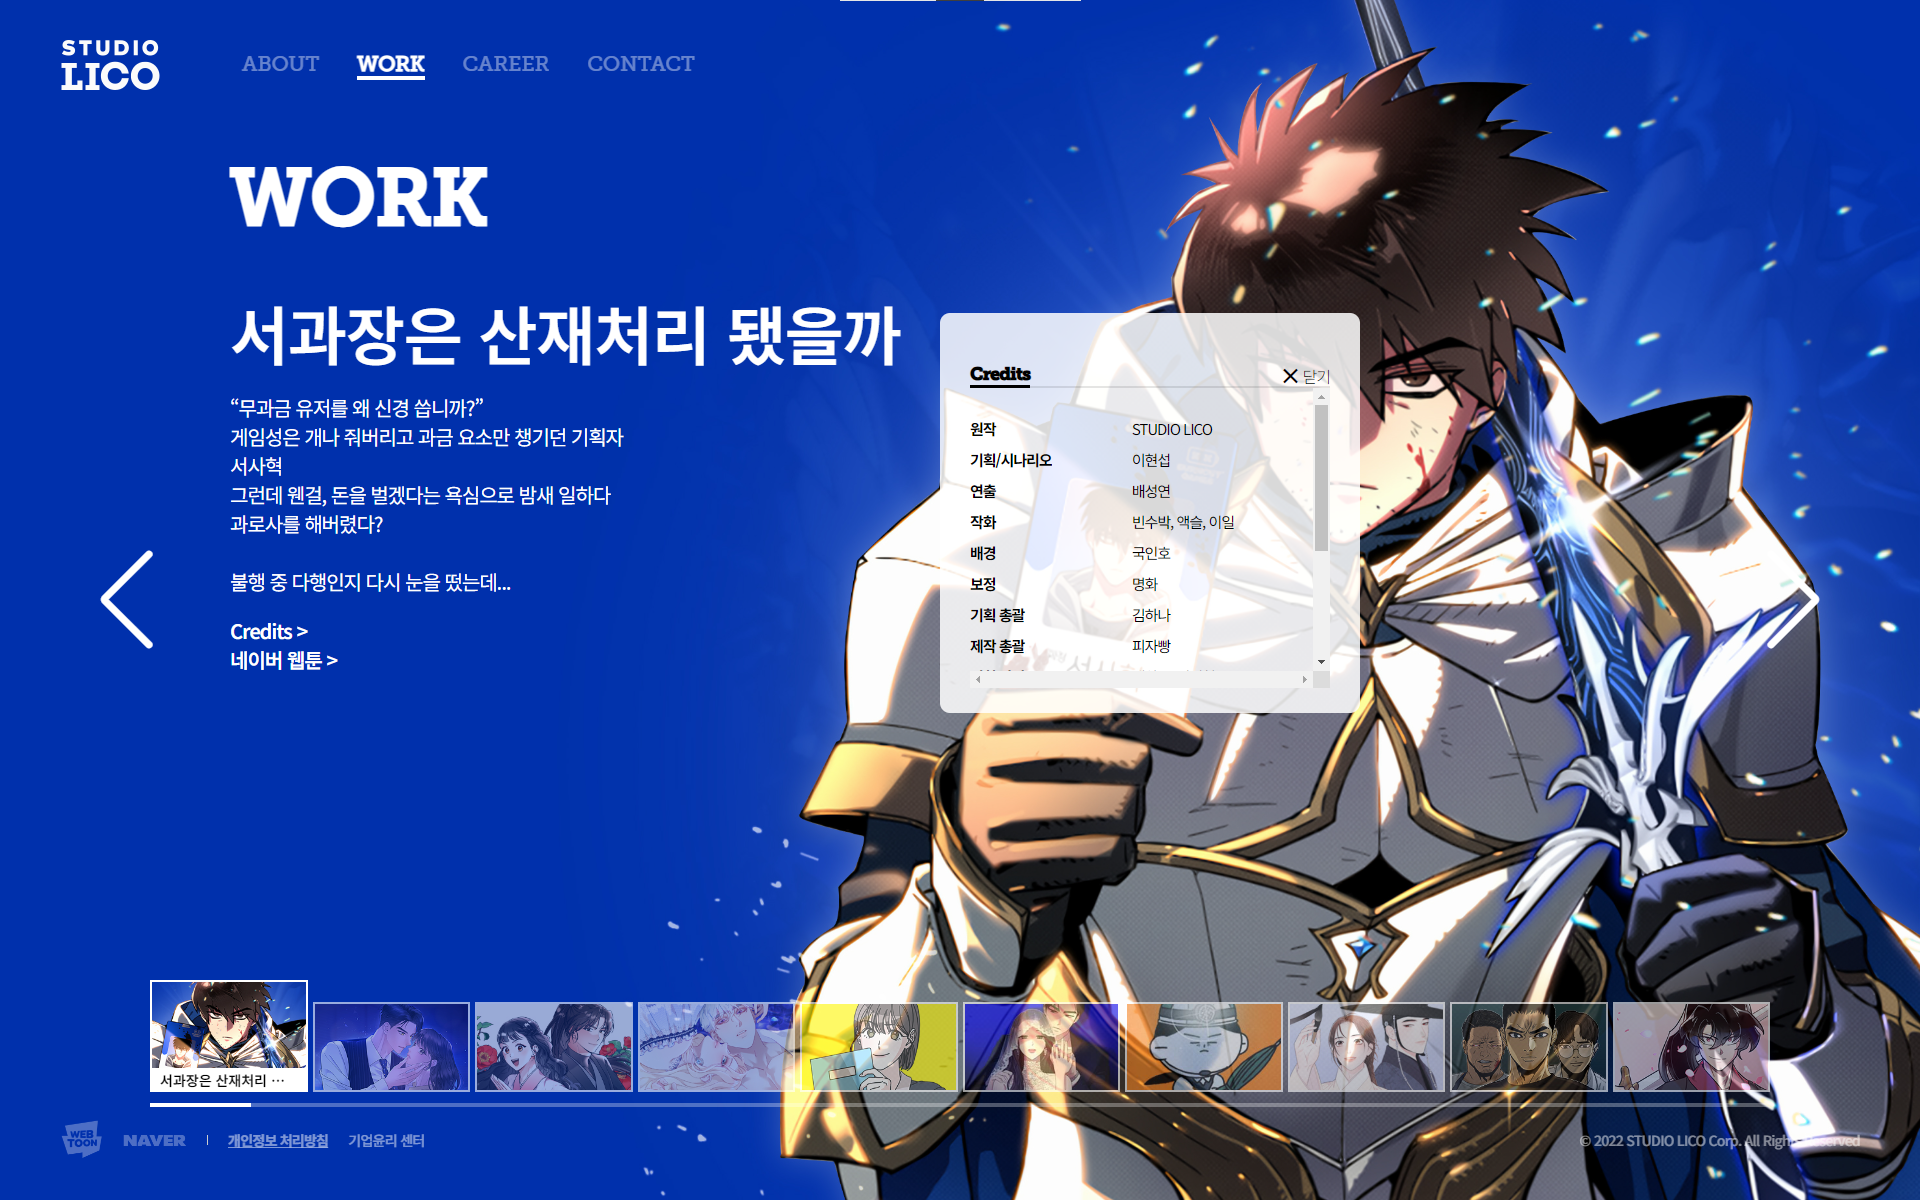 STUDIO
LICO
ABOUT WORK CAREER CONTACT
WORK
서과장은 산재처리 됐을까
“무과금 유저를 왜 신경 씁니까?”
게임성은 개나 줘버리고 과금 요소만 챙기던 기획자
서사혁
그런데 웬걸, 돈을 벌겠다는 욕심으로 밤새 일하다
과로사를 해버렸다?
불행 중 다행인지 다시 눈을 떴는데...
Credits >
네이버 웹툰 >
Credits
닫기
원작 STUDIO LICO
기획/시나리오 이현섭
연출 배성연
작화 빈수박, 액슬, 이일
배경 국인호
보정 명화
기획 총괄 김하나
제작 총괄 피자빵
서과장은 산재처리 ···
WEB
TOON
NAVER
개인정보 처리방침
기업윤리 센터
© 2022 STUDIO LICO Corp. All Rights Reserved